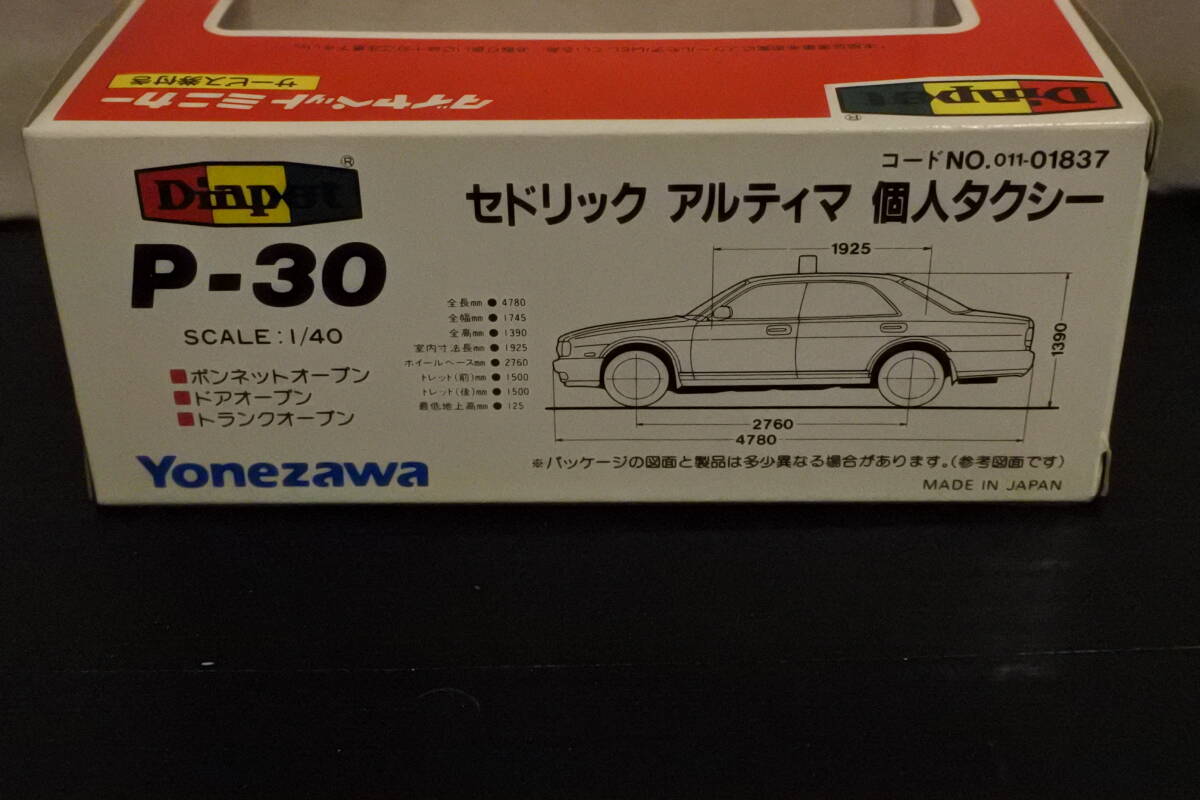 サービス券付き
ダイヤペットミニカー
Diapet
®
Diapet®
コードNO.011-01837
セドリック アルティマ 個人タクシー
P-30
SCALE:1/40
■ボンネットオープン
■ドアオープン
■トランクオープン
Yonezawa
全長mm ● 4780
全幅mm ● 1745
全高mm ● 1390
室内寸法長mm ● 1925
ホイールベースmm ● 2760
トレット(前)mm ● 1500
トレット(後)mm ● 1500
最低地上高mm ● 125
1925
1390
2760
4780
※パッケージの図面と製品は多少異なる場合があります。(参考図面です)
MADE IN JAPAN